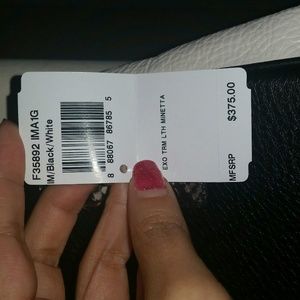 F35892 IMA1G
IM/Black/White
8 88067 86785 5
EXO TRM LTH MINETTA
MFSRP $375.00